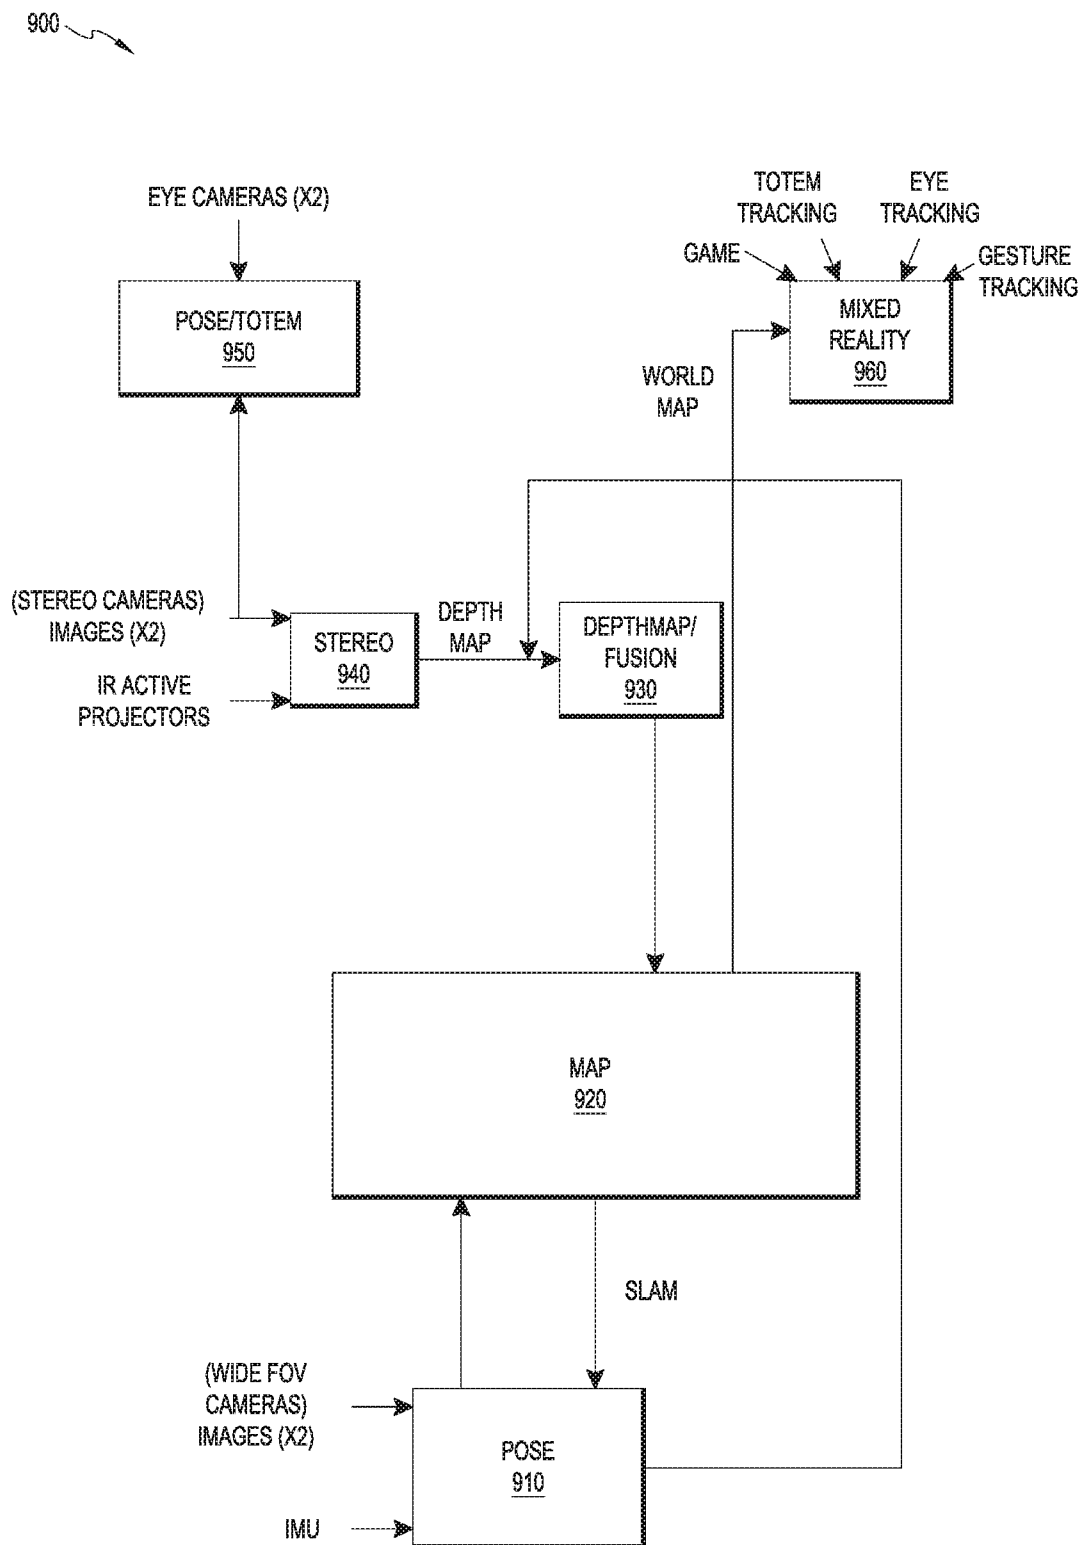 900
EYE CAMERAS (X2)
POSE/TOTEM
950
TOTEM
TRACKING
EYE
TRACKING
GAME
GESTURE
TRACKING
MIXED
REALITY
960
WORLD
MAP
(STEREO CAMERAS)
IMAGES (X2)
IR ACTIVE
PROJECTORS
STEREO
940
DEPTH
MAP
DEPTHMAP/
FUSION
930
MAP
920
SLAM
(WIDE FOV
CAMERAS)
IMAGES (X2)
IMU
POSE
910